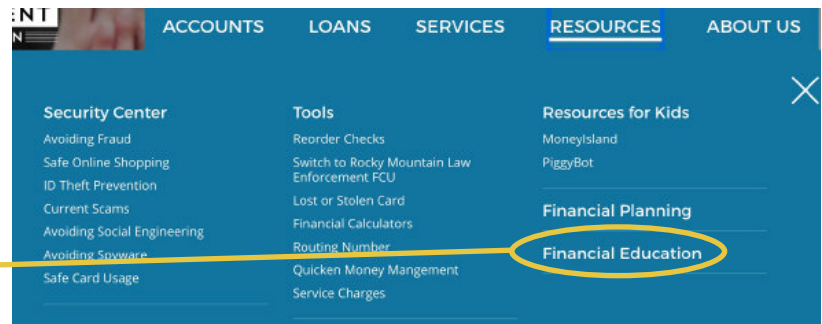 ENT
N
ACCOUNTS LOANS SERVICES RESOURCES ABOUT US
Security Center
Avoiding Fraud
Safe Online Shopping
ID Theft Prevention
Current Scams
Avoiding Social Engineering
Avoiding Spyware
Safe Card Usage
Tools
Reorder Checks
Switch to Rocky Mountain Law
Enforcement FCU
Lost or Stolen Card
Financial Calculators
Routing Number
Quicken Money Mangement
Service Charges
Resources for Kids
MoneyIsland
PiggyBot
Financial Planning
Financial Education